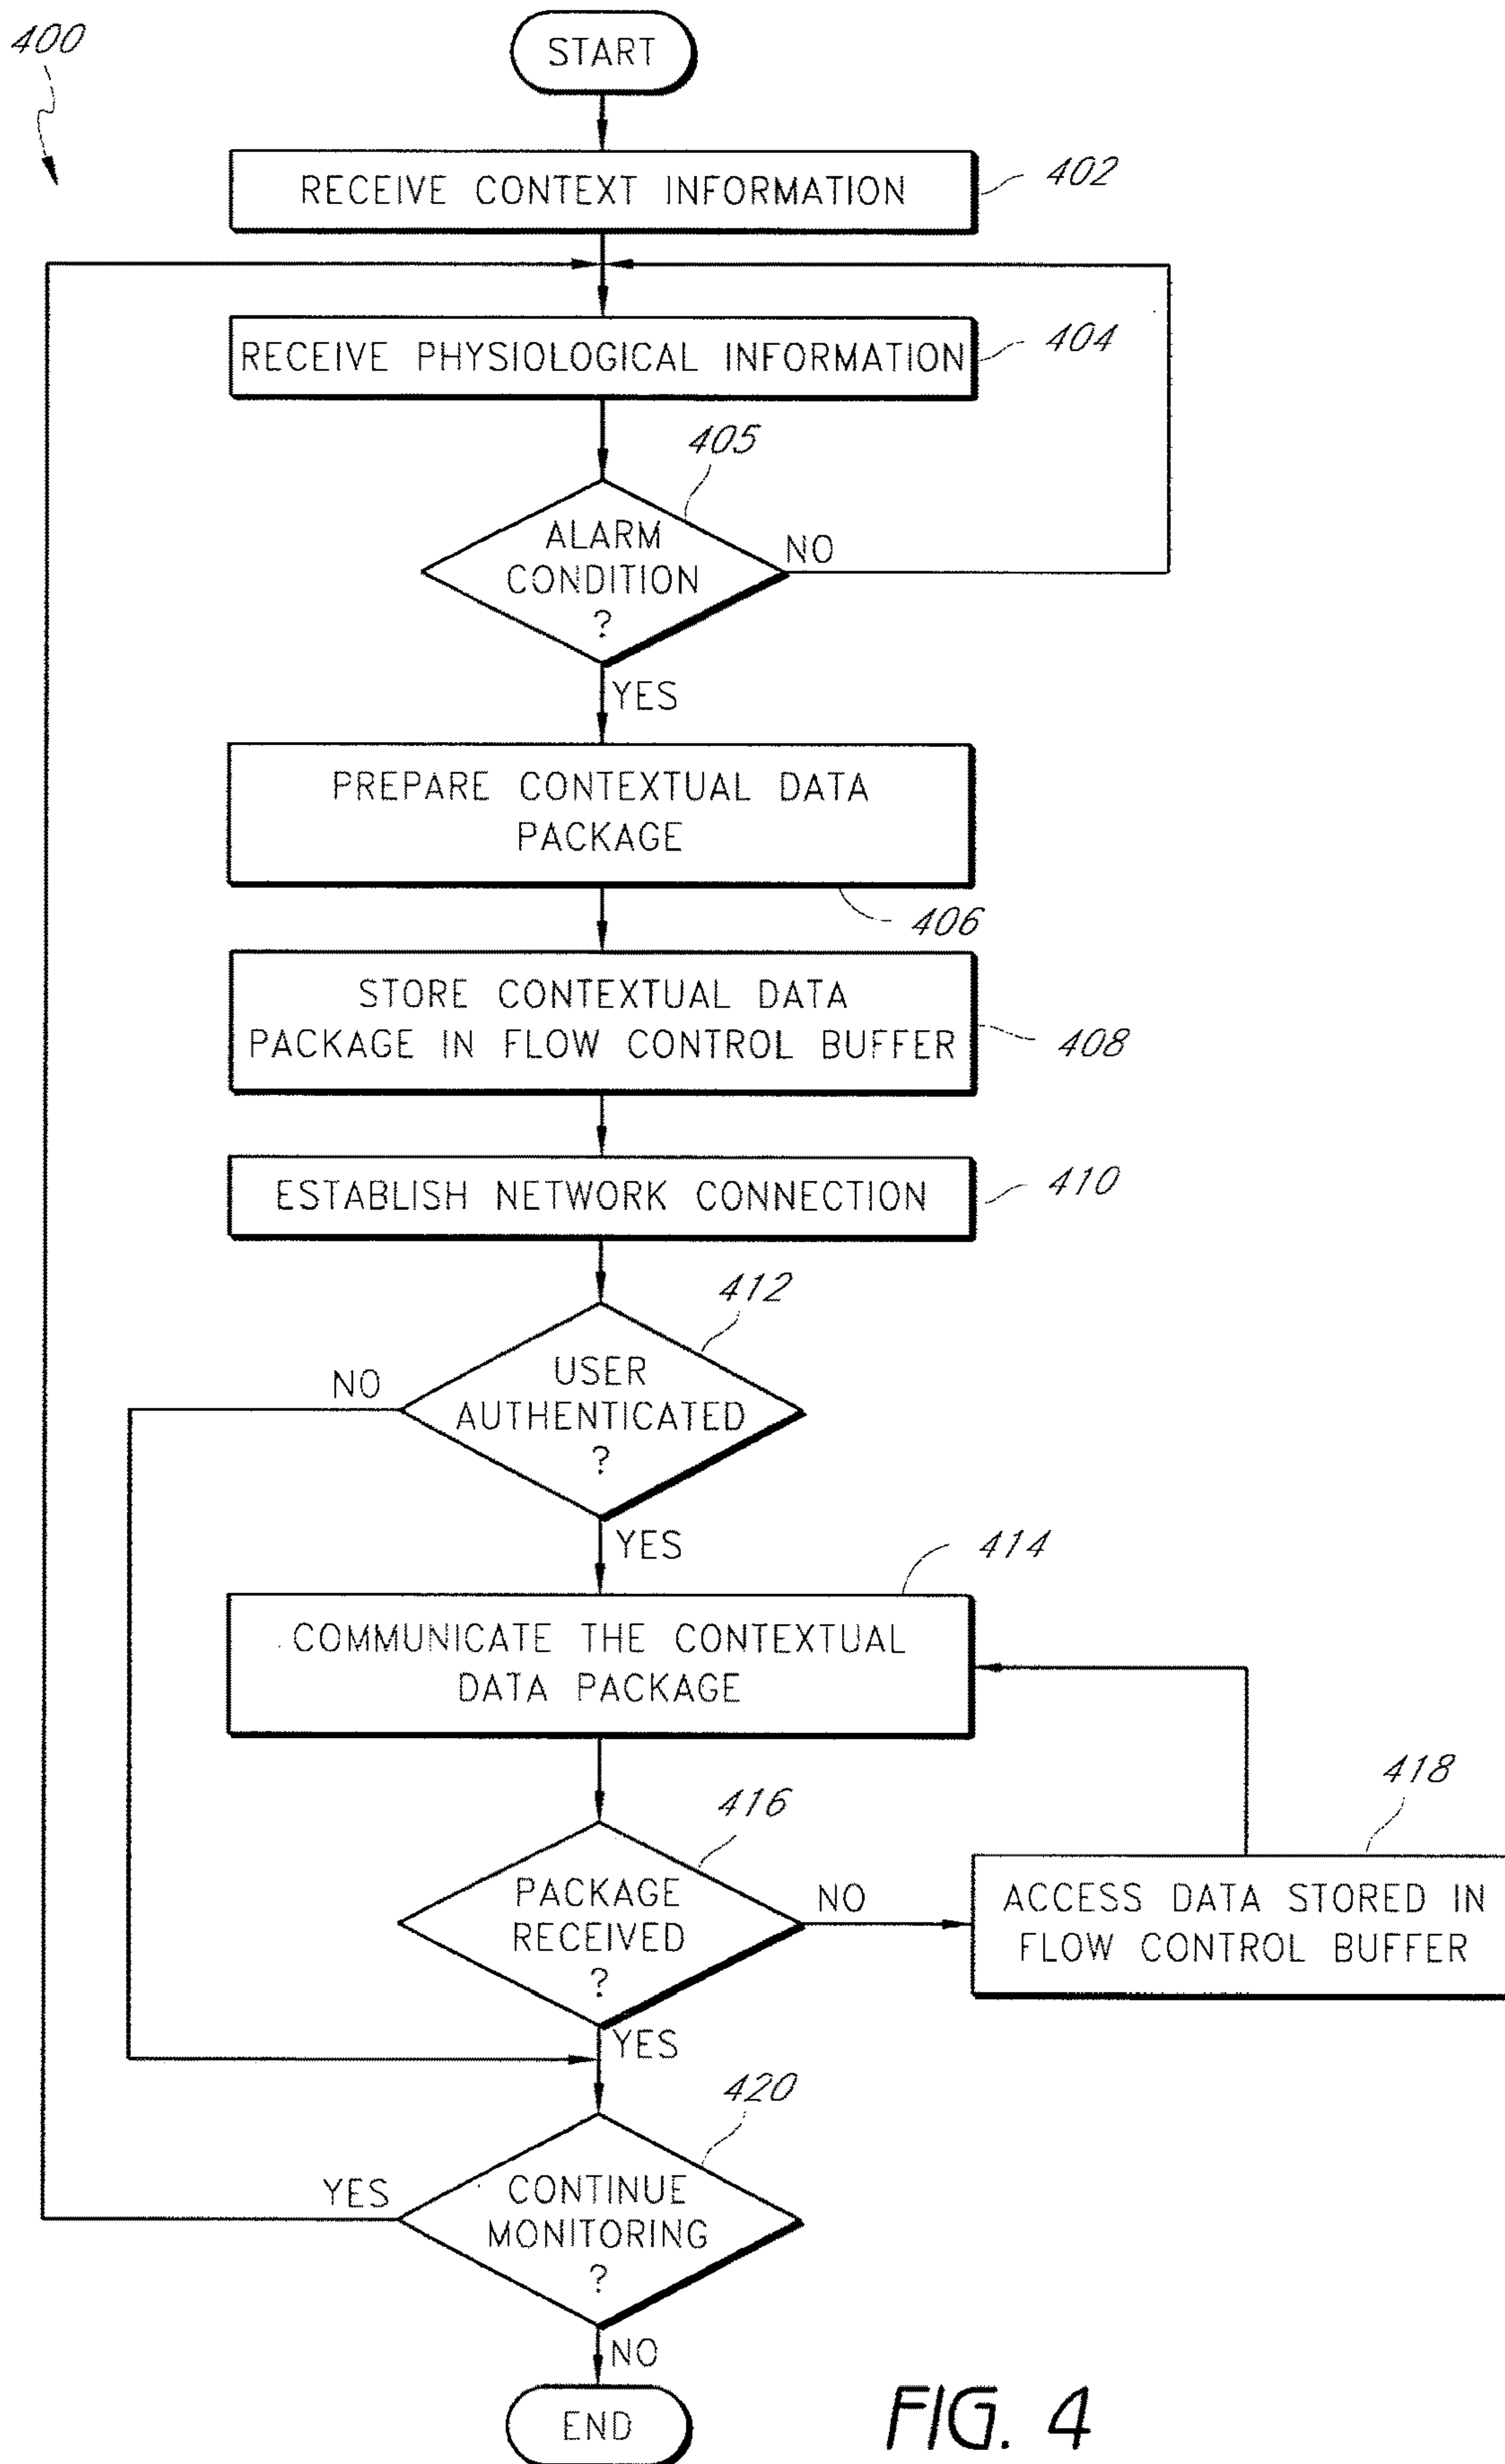 400
START
RECEIVE CONTEXT INFORMATION
402
RECEIVE PHYSIOLOGICAL INFORMATION
404
405
ALARM
CONDITION
?
NO
YES
PREPARE CONTEXTUAL DATA
PACKAGE
406
STORE CONTEXTUAL DATA
PACKAGE IN FLOW CONTROL BUFFER
408
ESTABLISH NETWORK CONNECTION
410
412
USER
AUTHENTICATED
?
NO
YES
414
COMMUNICATE THE CONTEXTUAL
DATA PACKAGE
416
PACKAGE
RECEIVED
?
NO
418
ACCESS DATA STORED IN
FLOW CONTROL BUFFER
YES
420
CONTINUE
MONITORING
?
YES
NO
END
FIG. 4